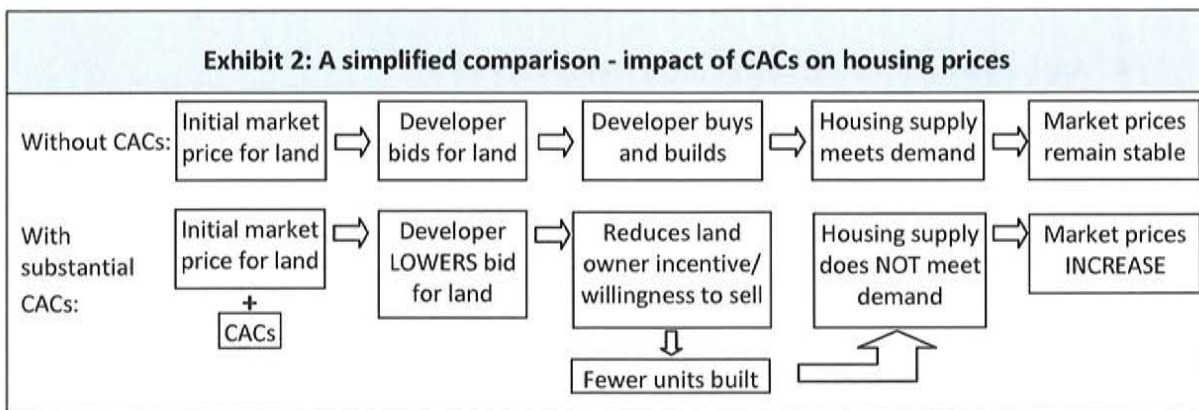 Exhibit 2: A simplified comparison - impact of CACs on housing prices
Without CACs:
Initial market
price for land
Developer
bids for land
Developer buys
and builds
Housing supply
meets demand
Market prices
remain stable
With
substantial
CACs:
Initial market
price for land
+
CACs
Developer
LOWERS bid
for land
Reduces land
owner incentive/
willingness to sell
Fewer units built
Housing supply
does NOT meet
demand
Market prices
INCREASE